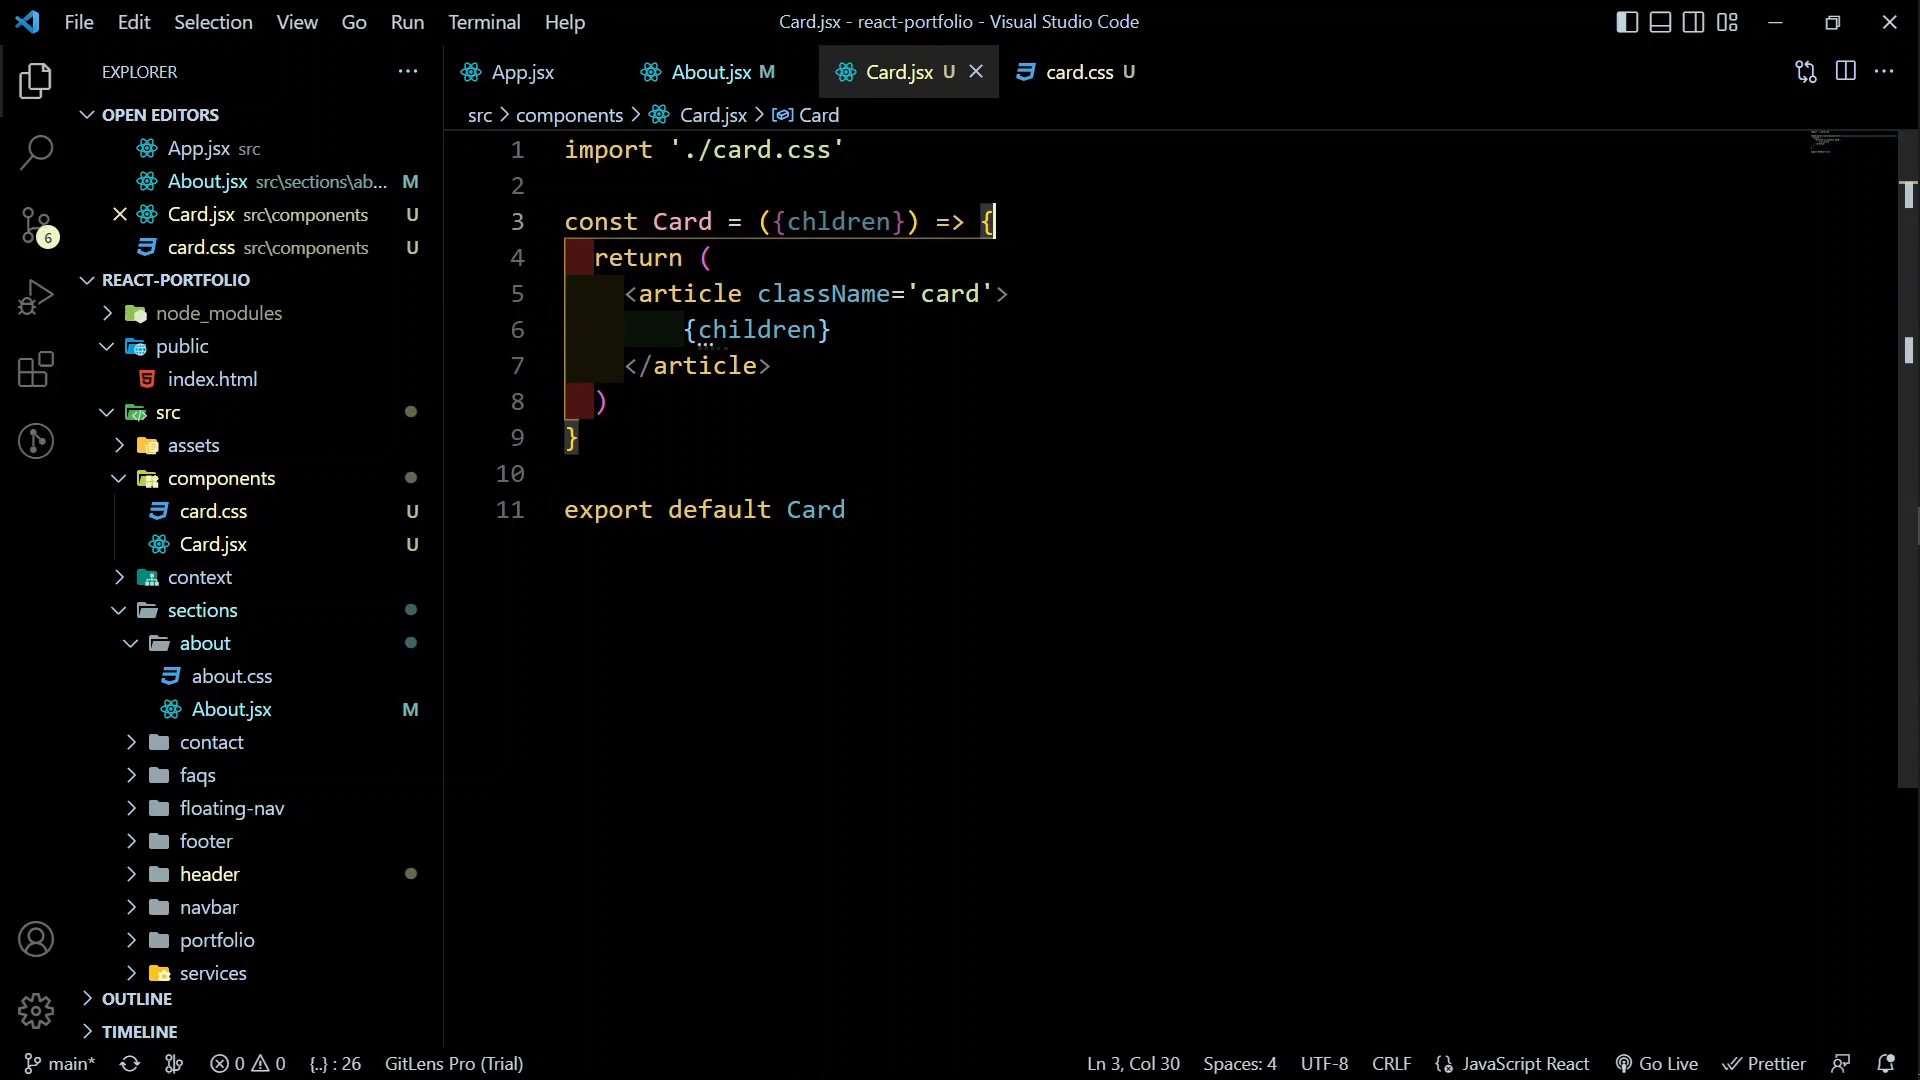 File Edit Selection View Go Run Terminal Help
Card.jsx - react-portfolio - Visual Studio Code
EXPLORER
OPEN EDITORS
App.jsx src
About.jsx src\sections\ab... M
Card.jsx src\components U
card.css src\components U
REACT-PORTFOLIO
node_modules
public
index.html
src
assets
components
card.css U
Card.jsx U
context
sections
about
about.css
About.jsx M
contact
faqs
floating-nav
footer
header
navbar
portfolio
services
OUTLINE
TIMELINE
6
App.jsx About.jsx M Card.jsx U card.css U
src > components > Card.jsx > Card
1 import './card.css'
2
3 const Card = ({chldren}) => {
4 return (
5 <article className='card'>
6 {children}
7 </article>
8 )
9 }
10
11 export default Card
main* 0 0 {..} : 26 GitLens Pro (Trial) Ln 3, Col 30 Spaces: 4 UTF-8 CRLF JavaScript React Go Live Prettier